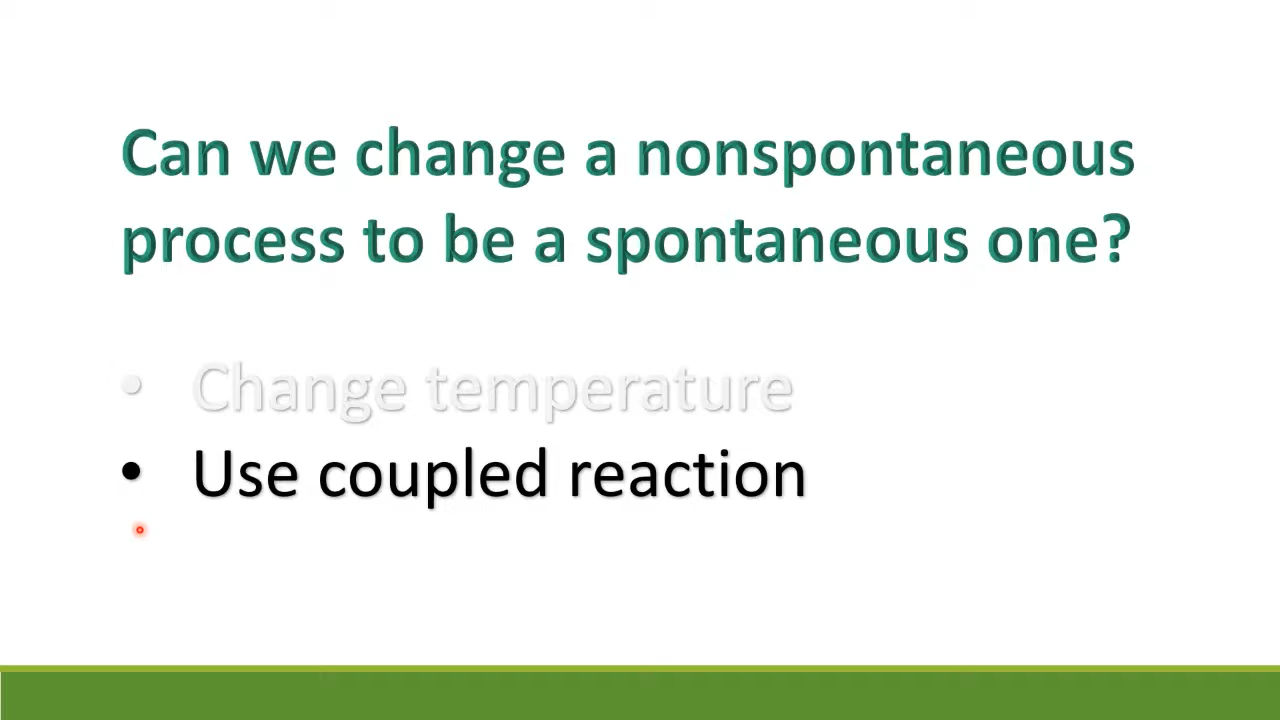 Can we change a nonspontaneous
process to be a spontaneous one?
• Change temperature
• Use coupled reaction